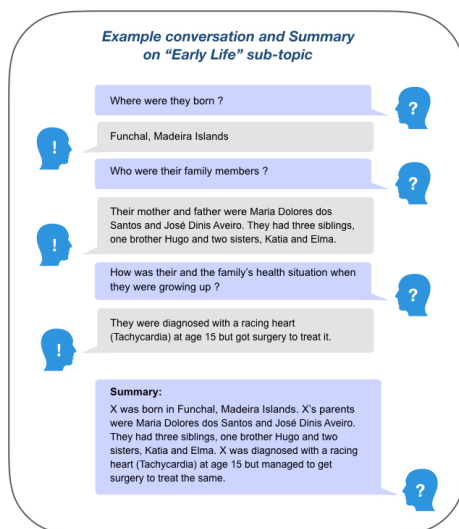 Example conversation and Summary
on “Early Life” sub-topic
Where were they born ?
?
!
Funchal, Madeira Islands
Who were their family members ?
?
!
Their mother and father were Maria Dolores dos
Santos and José Dinis Aveiro. They had three siblings,
one brother Hugo and two sisters, Katia and Elma.
How was their and the family’s health situation when
they were growing up ?
?
!
They were diagnosed with a racing heart
(Tachycardia) at age 15 but got surgery to treat it.
Summary:
X was born in Funchal, Madeira Islands. X’s parents
were Maria Dolores dos Santos and José Dinis Aveiro.
They had three siblings, one brother Hugo and two
sisters, Katia and Elma. X was diagnosed with a racing
heart (Tachycardia) at age 15 but managed to get
surgery to treat the same.
?